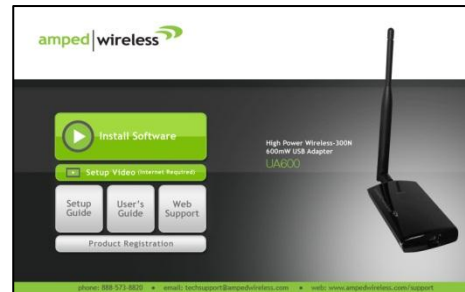 amped wireless
Install Software
Setup Video (Internet Required)
Setup Guide
User's Guide
Web Support
Product Registration
High Power Wireless-300N
600mW USB Adapter
UA600
phone: 888-573-8820 • email: techsupport@ampedwireless.com • web: www.ampedwireless.com/support